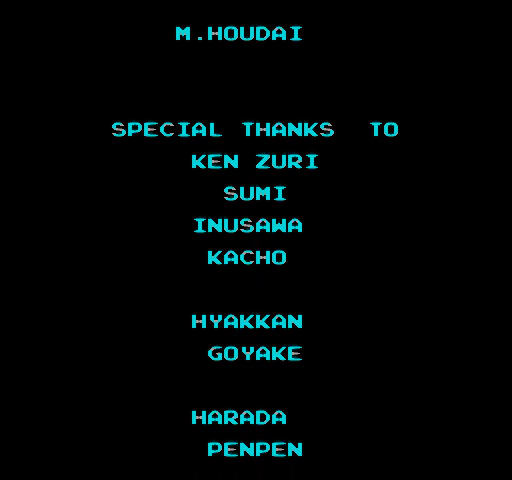 M.HOUDAI
SPECIAL THANKS TO
KEN ZURI
SUMI
INUSAWA
KACHO
HYAKKAN
GOYAKE
HARADA
PENPEN